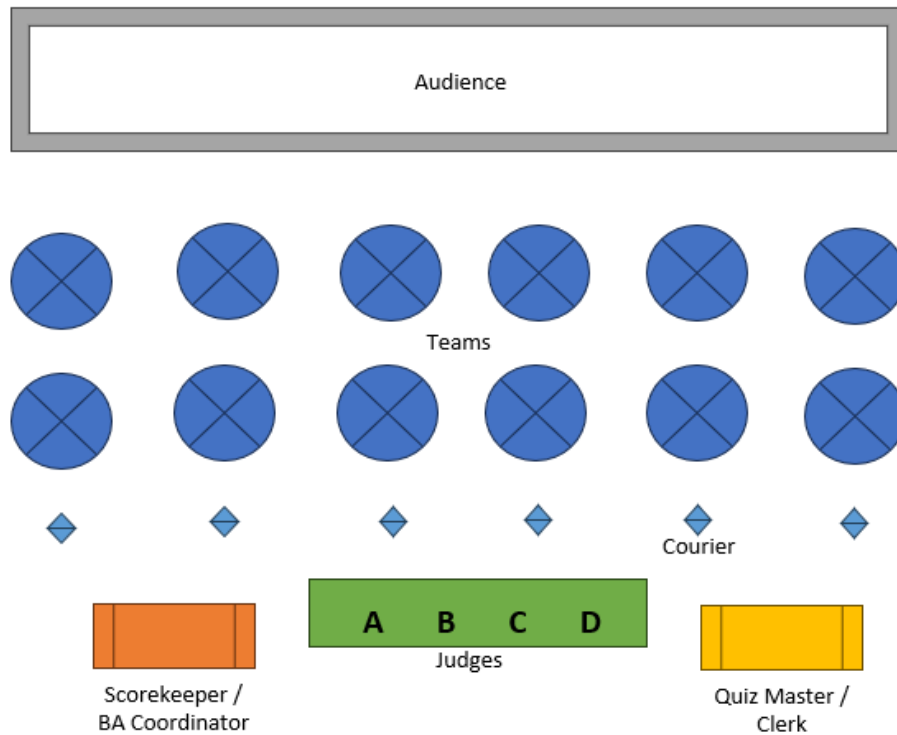 Audience
Teams
Courier
A B C D
Judges
Scorekeeper /
BA Coordinator
Quiz Master /
Clerk